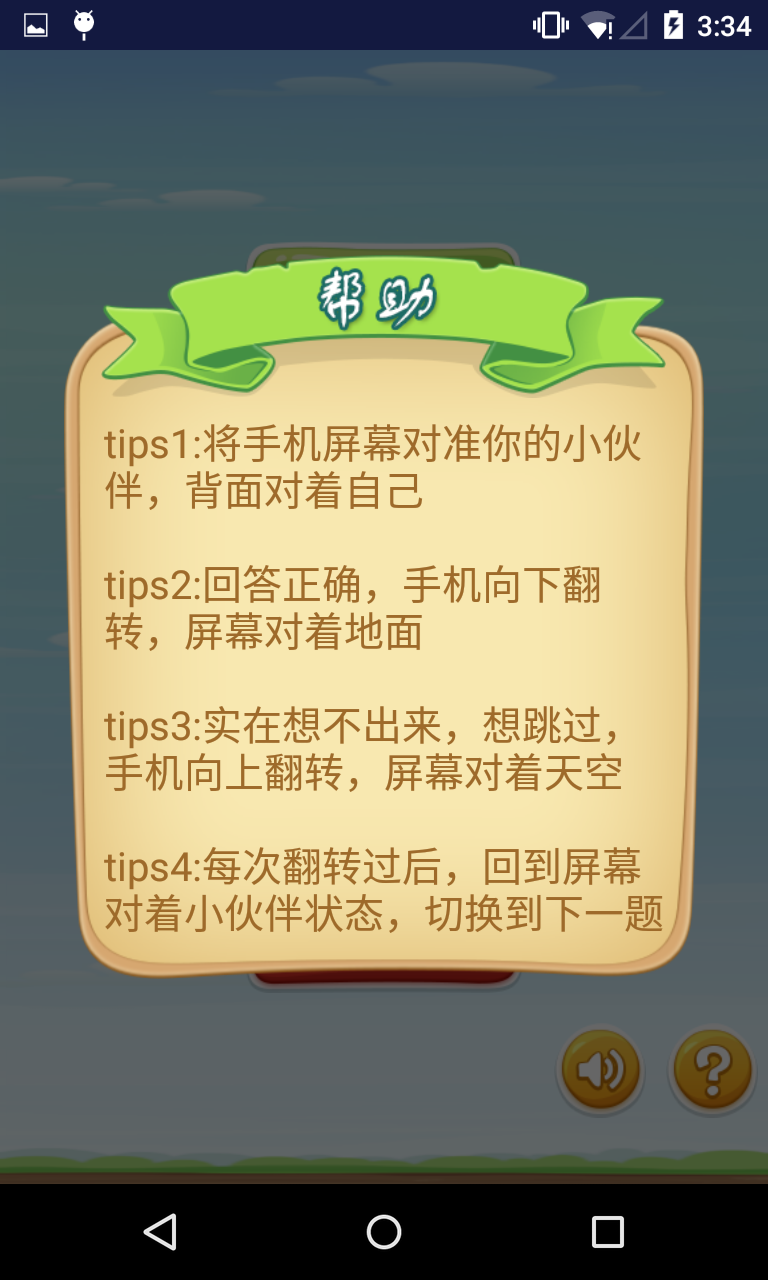 3:34
帮助
tips1:将手机屏幕对准你的小伙
伴，背面对着自己
tips2:回答正确，手机向下翻
转，屏幕对着地面
tips3:实在想不出来，想跳过，
手机向上翻转，屏幕对着天空
tips4:每次翻转过后，回到屏幕
对着小伙伴状态，切换到下一题